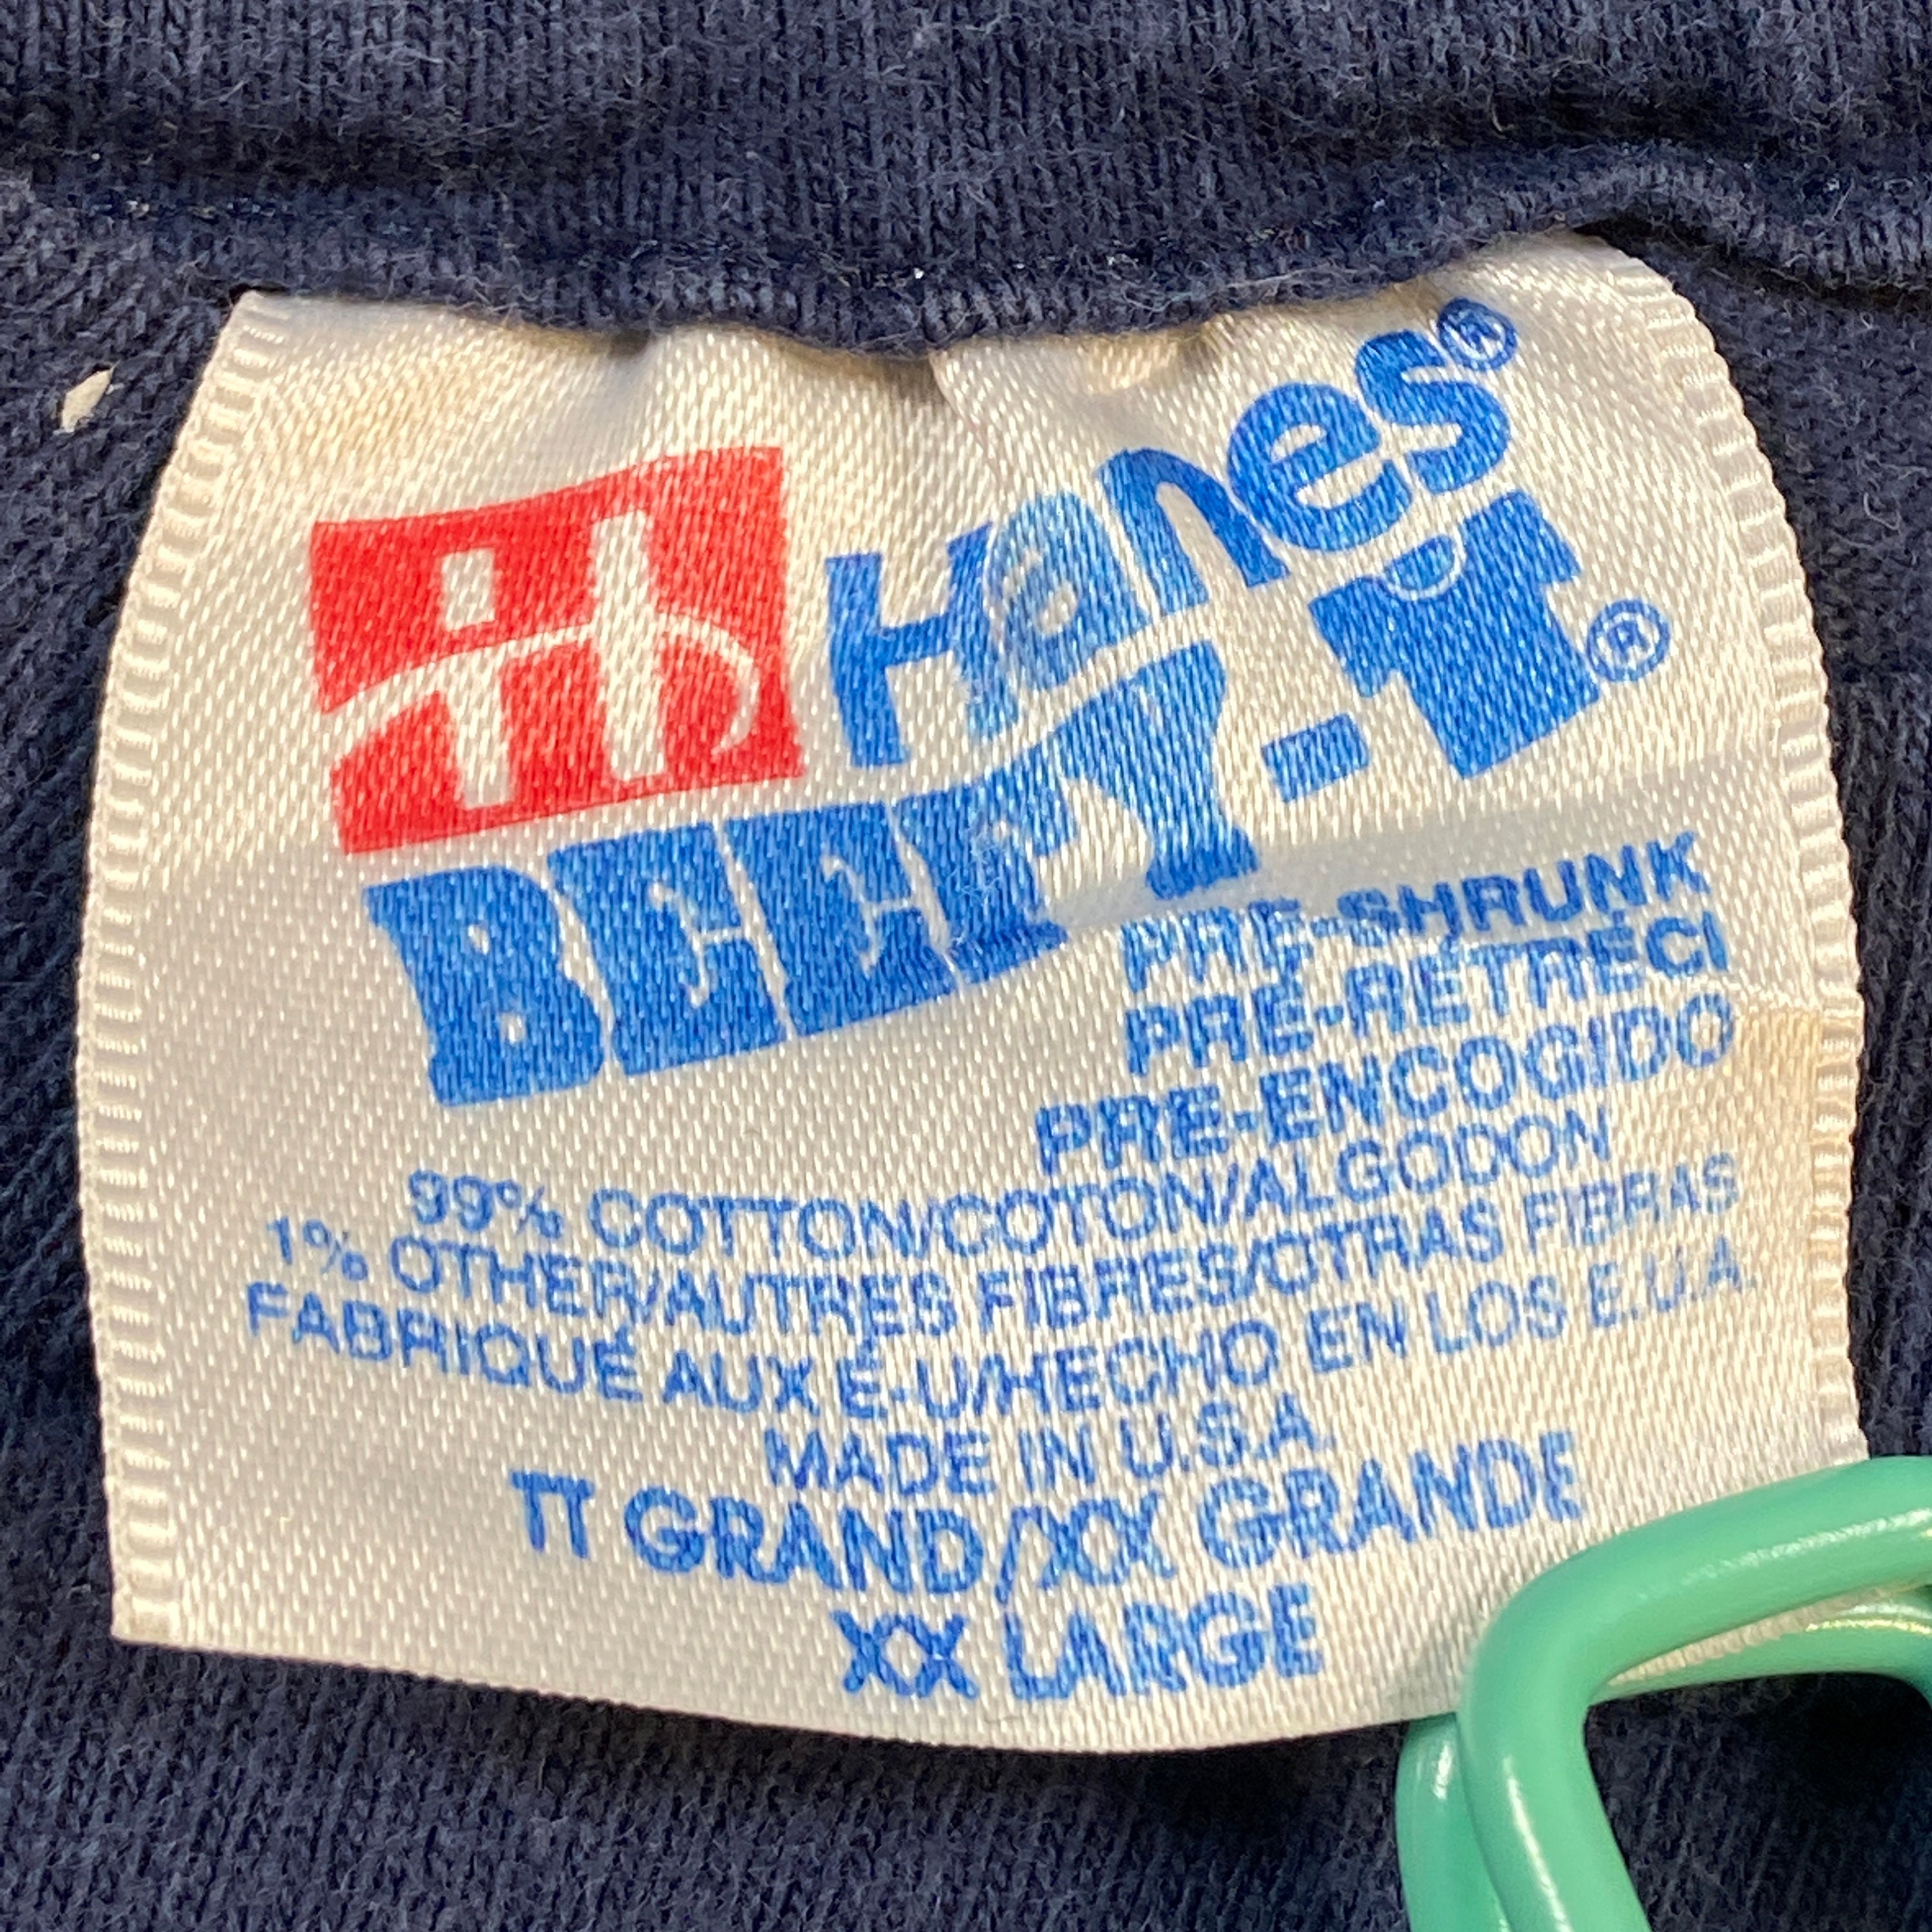 Hanes®
BEEFY-T®
PRE-SHRUNK
PRÉ-RÉTRÉCI
PRE-ENCOGIDO
99% COTTON/COTON/ALGODON
1% OTHER/AUTRES FIBRES/OTRAS FIBRAS
FABRIQUÉ AUX É-U/HECHO EN LOS E.U.A.
MADE IN U.S.A.
TT GRAND/XX GRANDE
XX LARGE